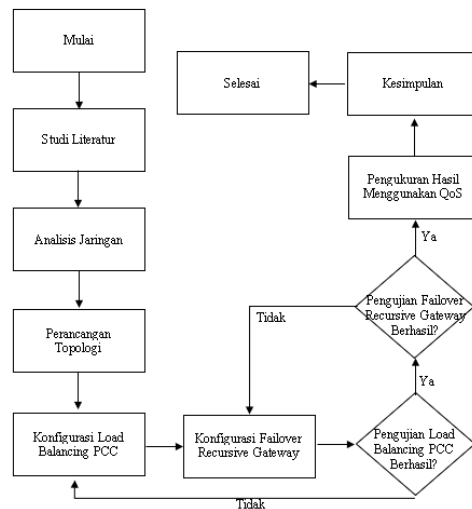 Mulai
Studi Literatur
Analisis Jaringan
Perancangan
Topologi
Konfigurasi Load
Balancing PCC
Konfigurasi Failover
Recursive Gateway
Pengujian Load
Balancing PCC
Berhasil?
Tidak
Ya
Pengujian Failover
Recursive Gateway
Berhasil?
Tidak
Ya
Pengukuran Hasil
Menggunakan QoS
Kesimpulan
Selesai